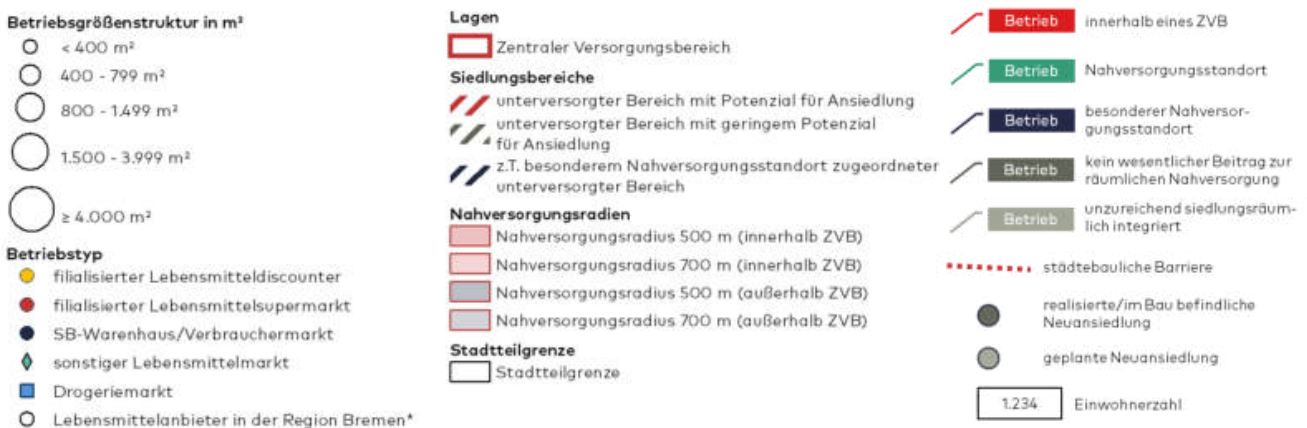 Betriebsgrößenstruktur in m²
< 400 m²
400 - 799 m²
800 - 1.499 m²
1.500 - 3.999 m²
≥ 4.000 m²
Betriebstyp
filialisierter Lebensmitteldiscounter
filialisierter Lebensmittelsupermarkt
SB-Warenhaus/Verbrauchermarkt
sonstiger Lebensmittelmarkt
Drogeriemarkt
Lebensmittelanbieter in der Region Bremen*
Lagen
Zentraler Versorgungsbereich
Siedlungsbereiche
unterversorgter Bereich mit Potenzial für Ansiedlung
unterversorgter Bereich mit geringem Potenzial
für Ansiedlung
z.T. besonderem Nahversorgungsstandort zugeordneter
unterversorgter Bereich
Nahversorgungsradien
Nahversorgungsradius 500 m (innerhalb ZVB)
Nahversorgungsradius 700 m (innerhalb ZVB)
Nahversorgungsradius 500 m (außerhalb ZVB)
Nahversorgungsradius 700 m (außerhalb ZVB)
Stadtteilgrenze
Stadtteilgrenze
Betrieb innerhalb eines ZVB
Betrieb Nahversorgungsstandort
Betrieb besonderer Nahversor-
gungsstandort
Betrieb kein wesentlicher Beitrag zur
räumlichen Nahversorgung
Betrieb unzureichend siedlungsräum-
lich integriert
städtebauliche Barriere
realisierte/im Bau befindliche
Neuansiedlung
geplante Neuansiedlung
1.234 Einwohnerzahl